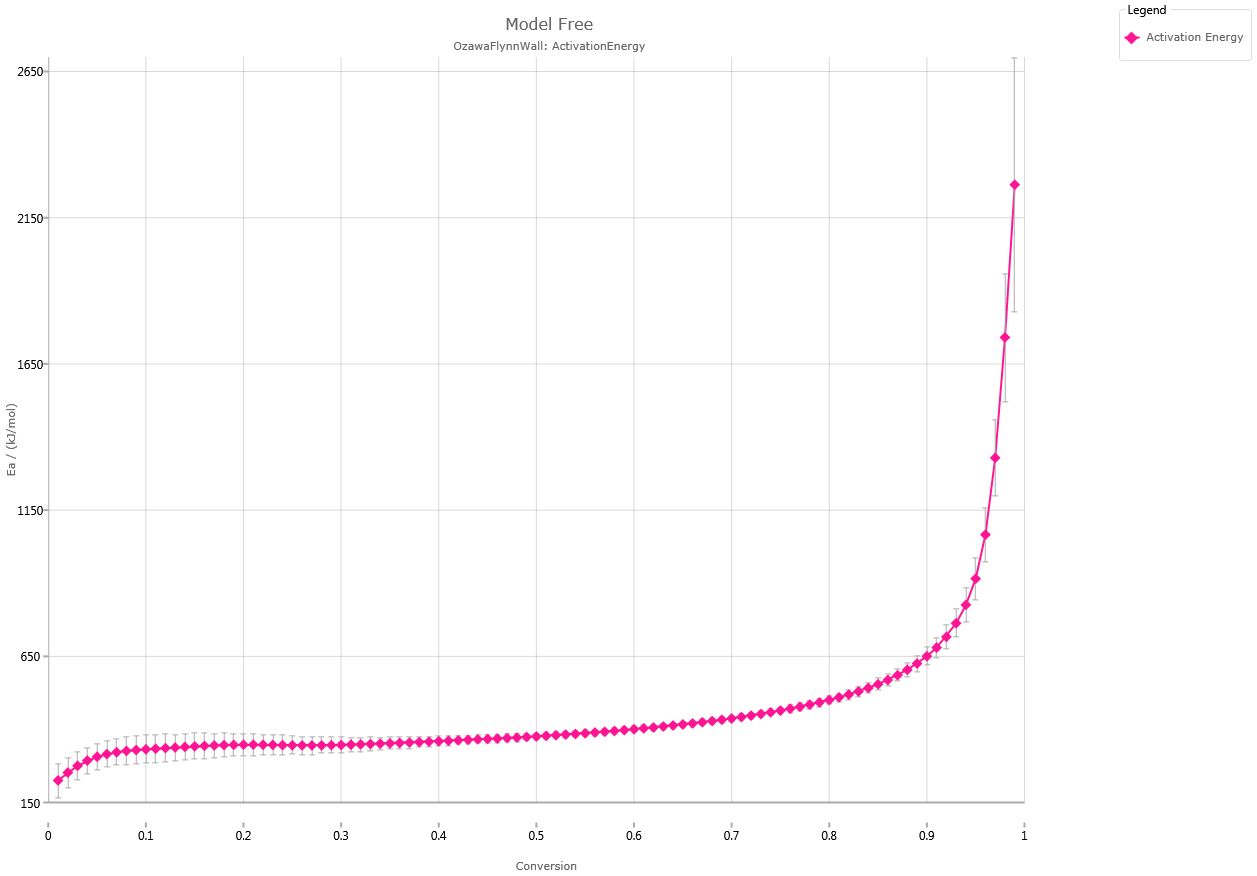 Model Free
OzawaFlynnWall: ActivationEnergy
Legend
Activation Energy
2650
2150
1650
1150
650
150
Ea / (kJ/mol)
0 0.1 0.2 0.3 0.4 0.5 0.6 0.7 0.8 0.9 1
Conversion